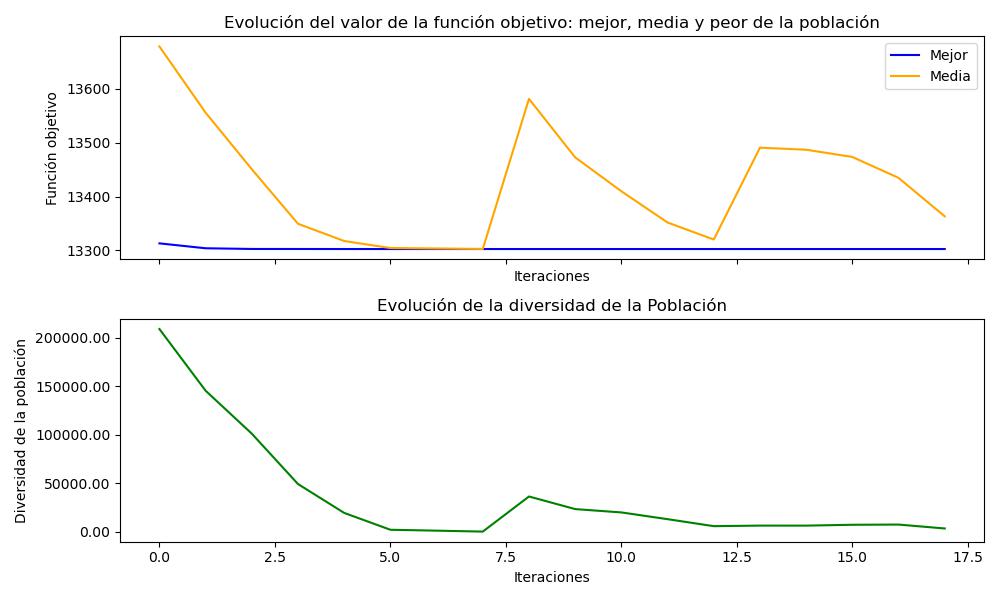 Evolución del valor de la función objetivo: mejor, media y peor de la población
Función objetivo
13600
13500
13400
13300
Mejor
Media
Iteraciones
Evolución de la diversidad de la Población
Diversidad de la población
200000.00
150000.00
100000.00
50000.00
0.00
0.0 2.5 5.0 7.5 10.0 12.5 15.0 17.5
Iteraciones